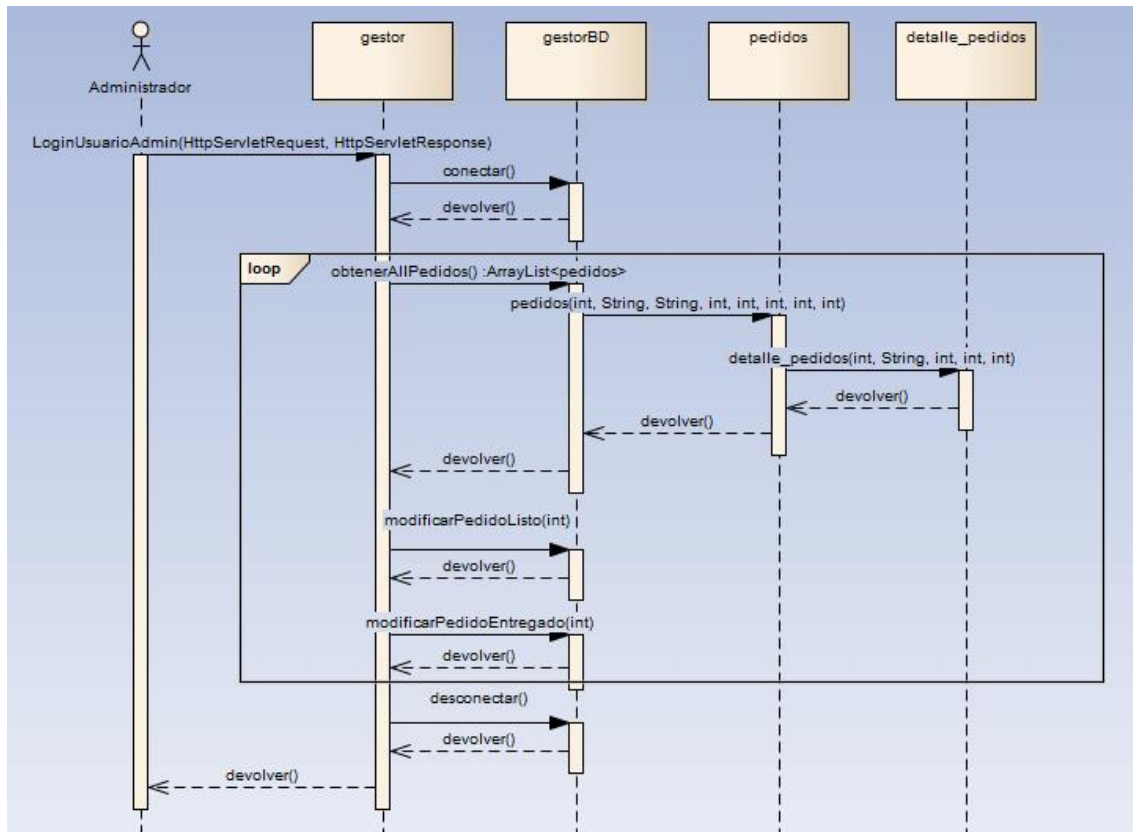 gestor
gestorBD
pedidos
detalle_pedidos
Administrador
LoginUsuarioAdmin(HttpServletRequest, HttpServletResponse)
conectar()
devolver()
loop
obtenerAllPedidos() :ArrayList<pedidos>
pedidos(int, String, String, int, int, int, int, int)
detalle_pedidos(int, String, int, int, int)
devolver()
devolver()
devolver()
modificarPedidoListo(int)
devolver()
modificarPedidoEntregado(int)
devolver()
desconectar()
devolver()
devolver()